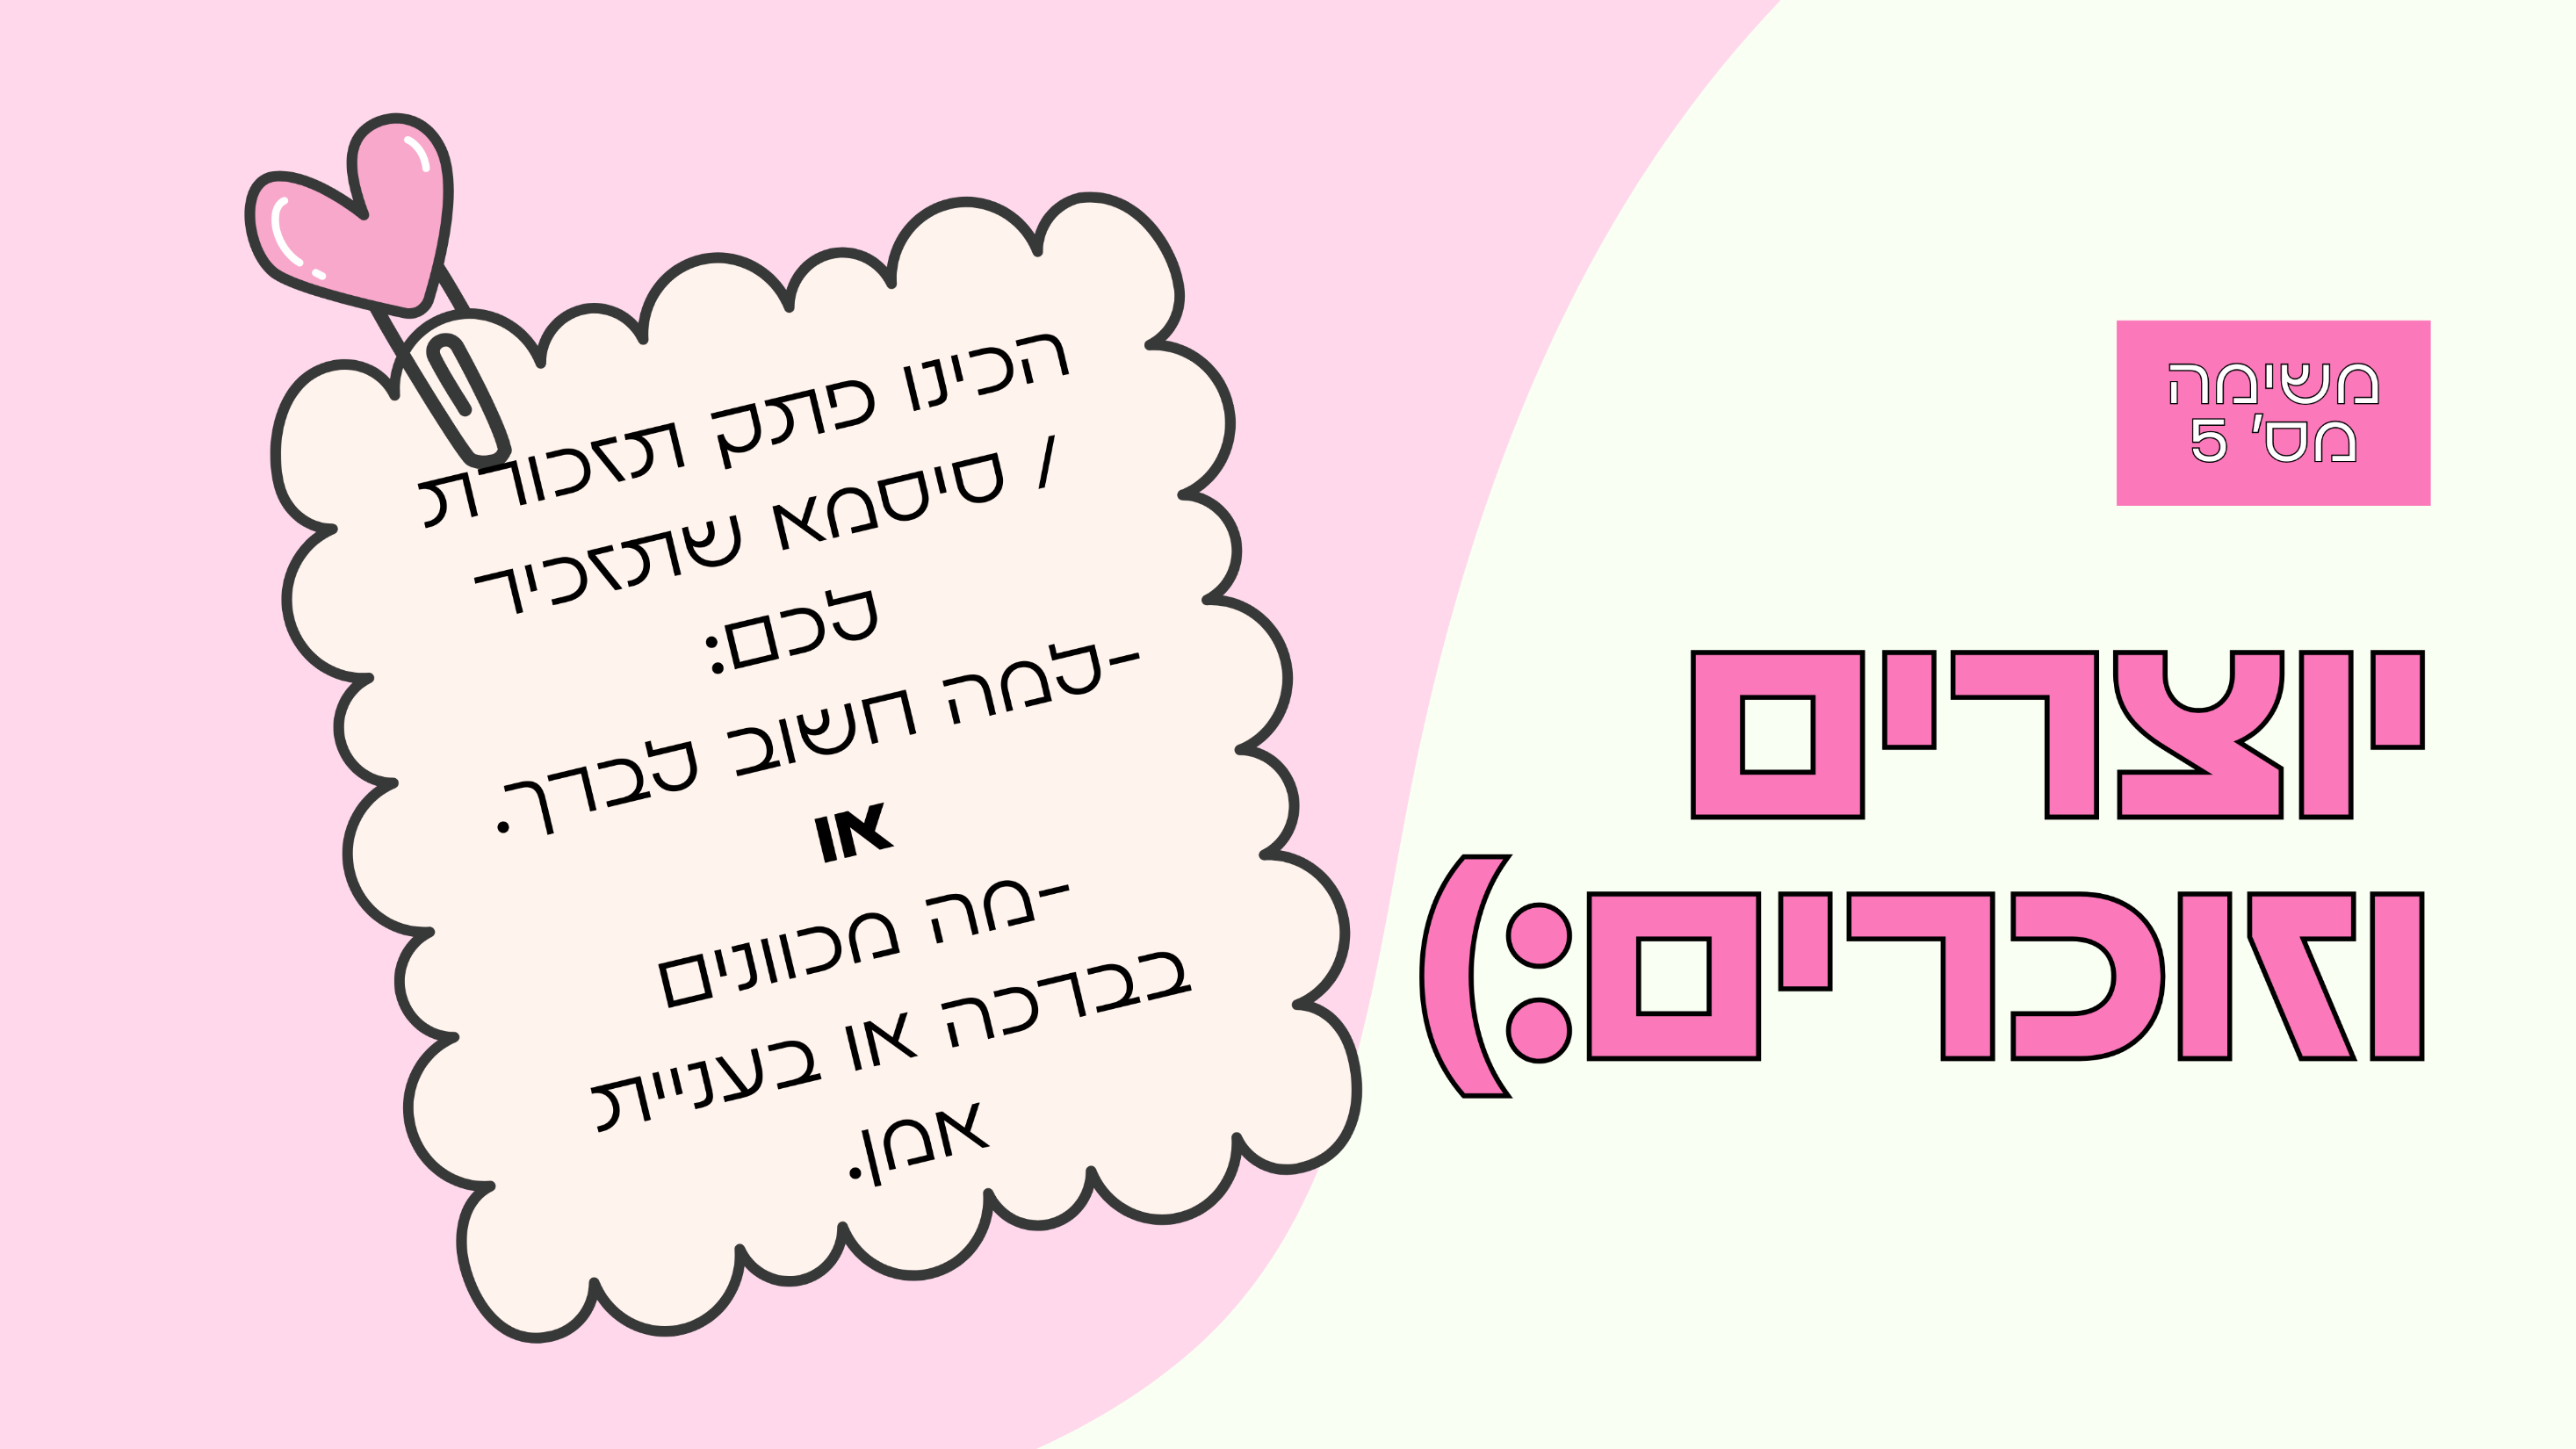 משימה
מס' 5
יוצרים
וזוכרים:)
הכינו פתק תזכורת
/ סיסמא שתזכיר
לכם:
-למה חשוב לברך.
או
-מה מכוונים
בברכה או בעניית
אמן.